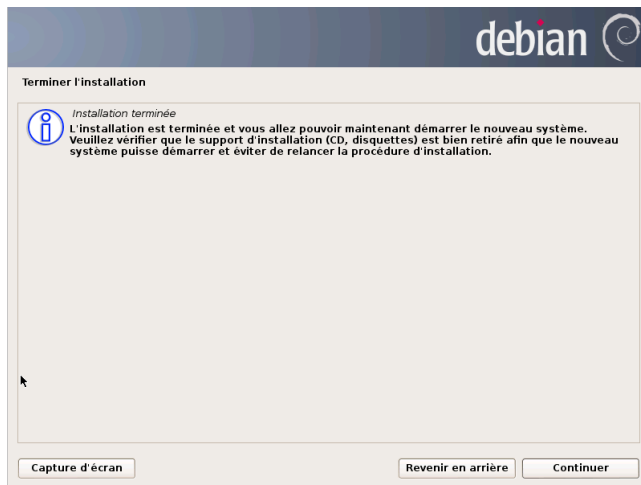 debian
Terminer l'installation
Installation terminée
L'installation est terminée et vous allez pouvoir maintenant démarrer le nouveau système.
Veuillez vérifier que le support d'installation (CD, disquettes) est bien retiré afin que le nouveau
système puisse démarrer et éviter de relancer la procédure d'installation.
Capture d'écran
Revenir en arrière
Continuer